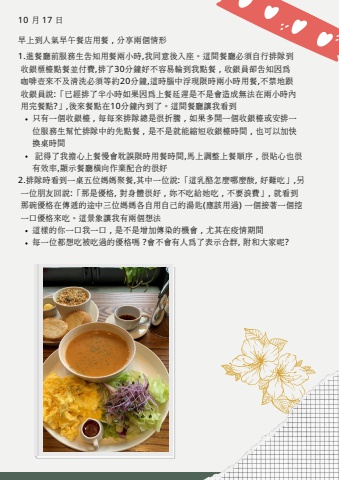 10 月 17 日
早上到人氣早午餐店用餐，分享兩個情形
1.進餐廳前服務生告知用餐兩小時,我同意後入座。這間餐廳必須自行排隊到
收銀櫃檯點餐並付費,排了30分鐘好不容易輪到我點餐，收銀員卻告知因為
咖啡壺來不及清洗必須等約20分鐘,這時腦中浮現限時兩小時用餐,不禁地跟
收銀員說:「已經排了半小時如果因為上餐延遲是不是會造成無法在兩小時內
用完餐點?」,後來餐點在10分鐘內到了。這間餐廳讓我看到
• 只有一個收銀檯，每每來排隊總是很折騰，如果多開一個收銀檯或安排一
位服務生幫忙排隊中的先點餐，是不是就能縮短收銀檯時間，也可以加快
換桌時間
• 記得了我擔心上餐慢會耽誤限時用餐時間,馬上調整上餐順序，很貼心也很
有效率,顯示餐廳橫向作業配合的很好
2.排隊時看到一桌五位媽媽聚餐,其中一位說:「這乳酪怎麼哪麼酸, 好難吃」,另
一位朋友回說:「那是優格, 對身體很好，妳不吃給她吃，不要浪費」，就看到
那碗優格在傳遞的途中三位媽媽各自用自己的湯匙(應該用過) 一個接著一個挖
一口優格來吃。這景象讓我有兩個想法
• 這樣的你一口我一口，是不是增加傳染的機會，尤其在疫情期間
• 每一位都想吃被吃過的優格嗎 ?會不會有人為了表示合群, 附和大家呢?